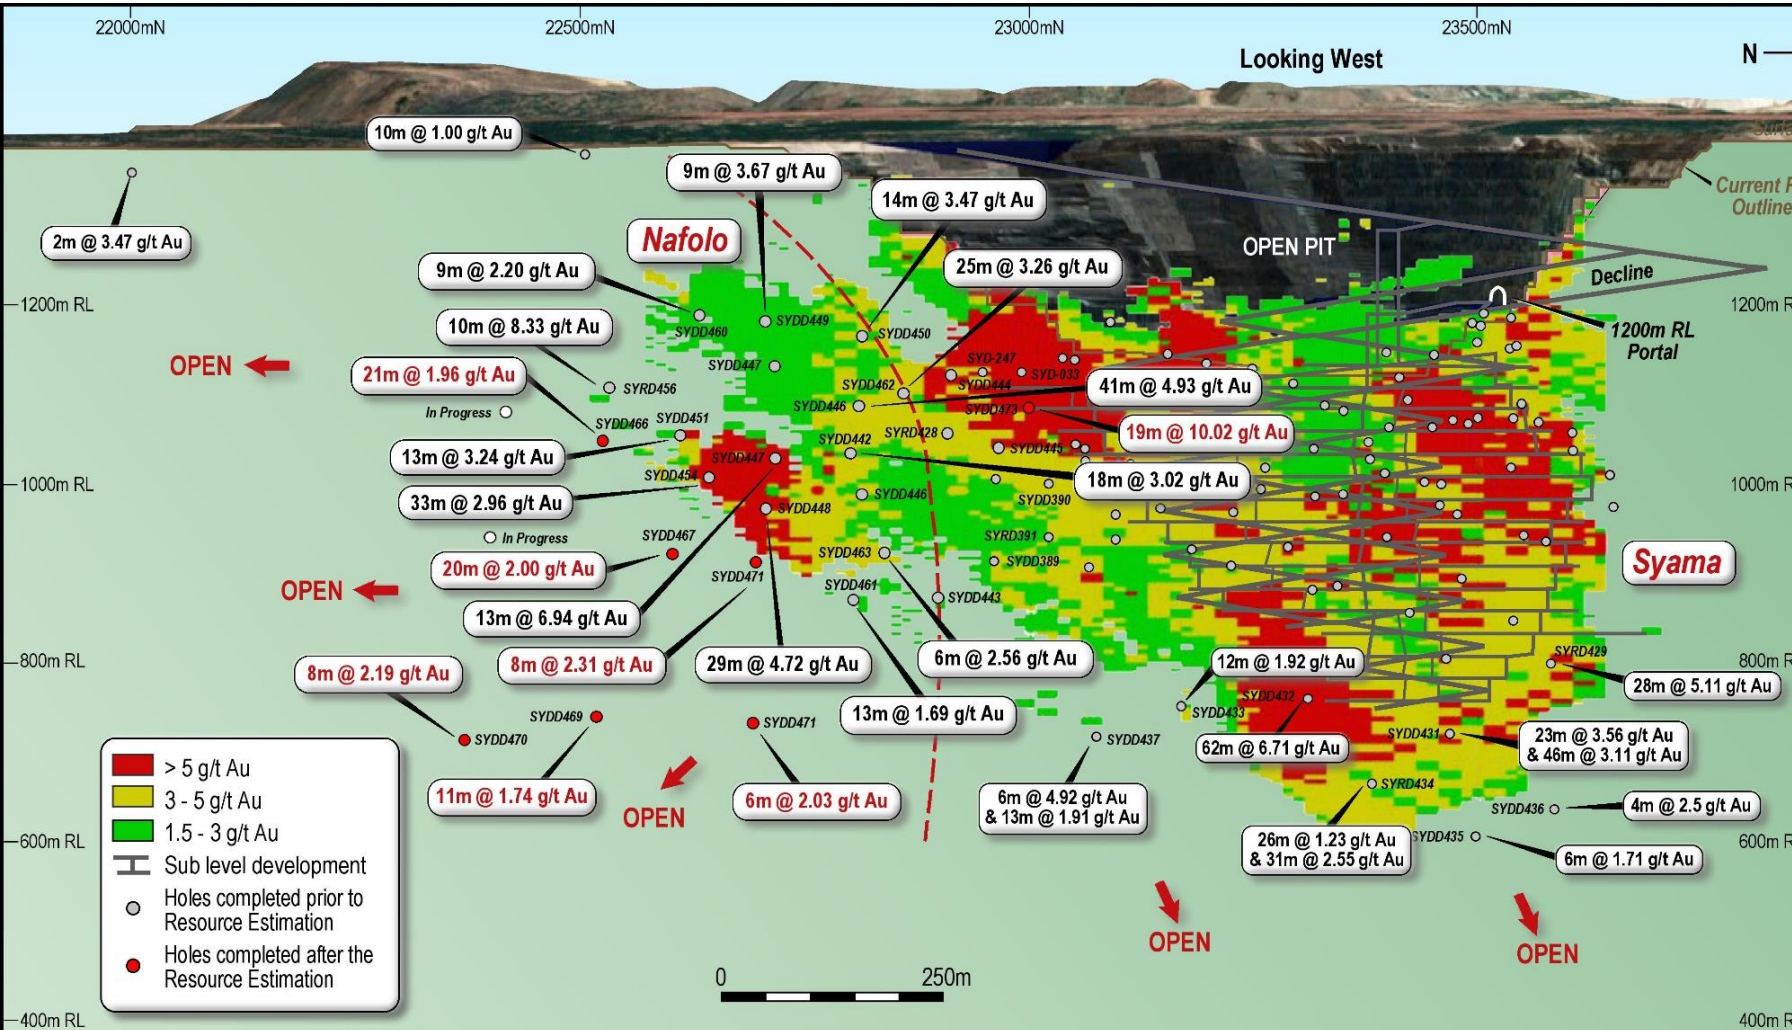 22000mN
22500mN
23000mN
23500mN
Looking West
N
10m @ 1.00 g/t Au
9m @ 3.67 g/t Au
14m @ 3.47 g/t Au
2m @ 3.47 g/t Au
Nafolo
OPEN PIT
Current
Outline
9m @ 2.20 g/t Au
25m @ 3.26 g/t Au
Decline
1200m RL
1200m R
10m @ 8.33 g/t Au
SYDD460
SYDD449
SYDD450
1200m RL
Portal
OPEN
21m @ 1.96 g/t Au
SYDD447
SYD-247
SYD-033
SYRD456
SYDD462
SYDD444
41m @ 4.93 g/t Au
In Progress
SYDD446
SYDD473
SYDD466
SYDD451
SYRD428
19m @ 10.02 g/t Au
SYDD442
SYDD445
13m @ 3.24 g/t Au
SYDD447
SYDD454
18m @ 3.02 g/t Au
1000m RL
1000m R
33m @ 2.96 g/t Au
SYDD446
SYDD390
SYDD448
In Progress
SYDD467
SYRD391
SYDD463
SYDD389
Syama
20m @ 2.00 g/t Au
SYDD471
SYDD461
OPEN
SYDD443
13m @ 6.94 g/t Au
800m RL
800m R
8m @ 2.19 g/t Au
8m @ 2.31 g/t Au
29m @ 4.72 g/t Au
6m @ 2.56 g/t Au
12m @ 1.92 g/t Au
SYRD429
28m @ 5.11 g/t Au
SYDD432
13m @ 1.69 g/t Au
SYDD433
SYDD469
SYDD471
SYDD470
SYDD437
62m @ 6.71 g/t Au
SYDD431
23m @ 3.56 g/t Au
& 46m @ 3.11 g/t Au
> 5 g/t Au
3 - 5 g/t Au
1.5 - 3 g/t Au
Sub level development
Holes completed prior to
Resource Estimation
Holes completed after the
Resource Estimation
11m @ 1.74 g/t Au
OPEN
6m @ 2.03 g/t Au
6m @ 4.92 g/t Au
& 13m @ 1.91 g/t Au
SYRD434
SYDD436
4m @ 2.5 g/t Au
600m RL
600m R
26m @ 1.23 g/t Au
& 31m @ 2.55 g/t Au
SYDD435
6m @ 1.71 g/t Au
OPEN
OPEN
0
250m
400m RL
400m R